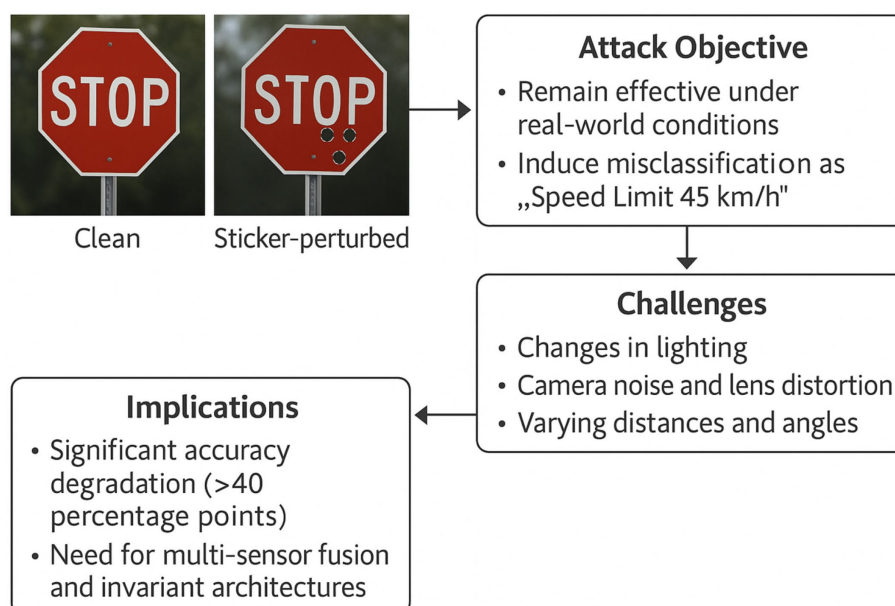 STOP
STOP
Clean
Sticker-perturbed
Attack Objective
• Remain effective under
real-world conditions
• Induce misclassification as
„Speed Limit 45 km/h"
Challenges
• Changes in lighting
• Camera noise and lens distortion
• Varying distances and angles
Implications
• Significant accuracy
degradation (>40
percentage points)
• Need for multi-sensor fusion
and invariant architectures